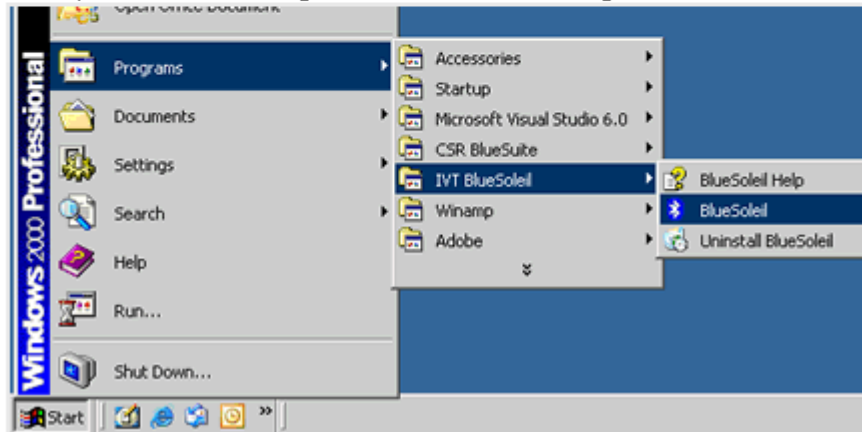 Open Office Document
Programs
Documents
Settings
Search
Help
Run...
Shut Down...
Windows 2000 Professional
Accessories
Startup
Microsoft Visual Studio 6.0
CSR BlueSuite
IVT BlueSoleil
Winamp
Adobe
BlueSoleil Help
BlueSoleil
Uninstall BlueSoleil
Start